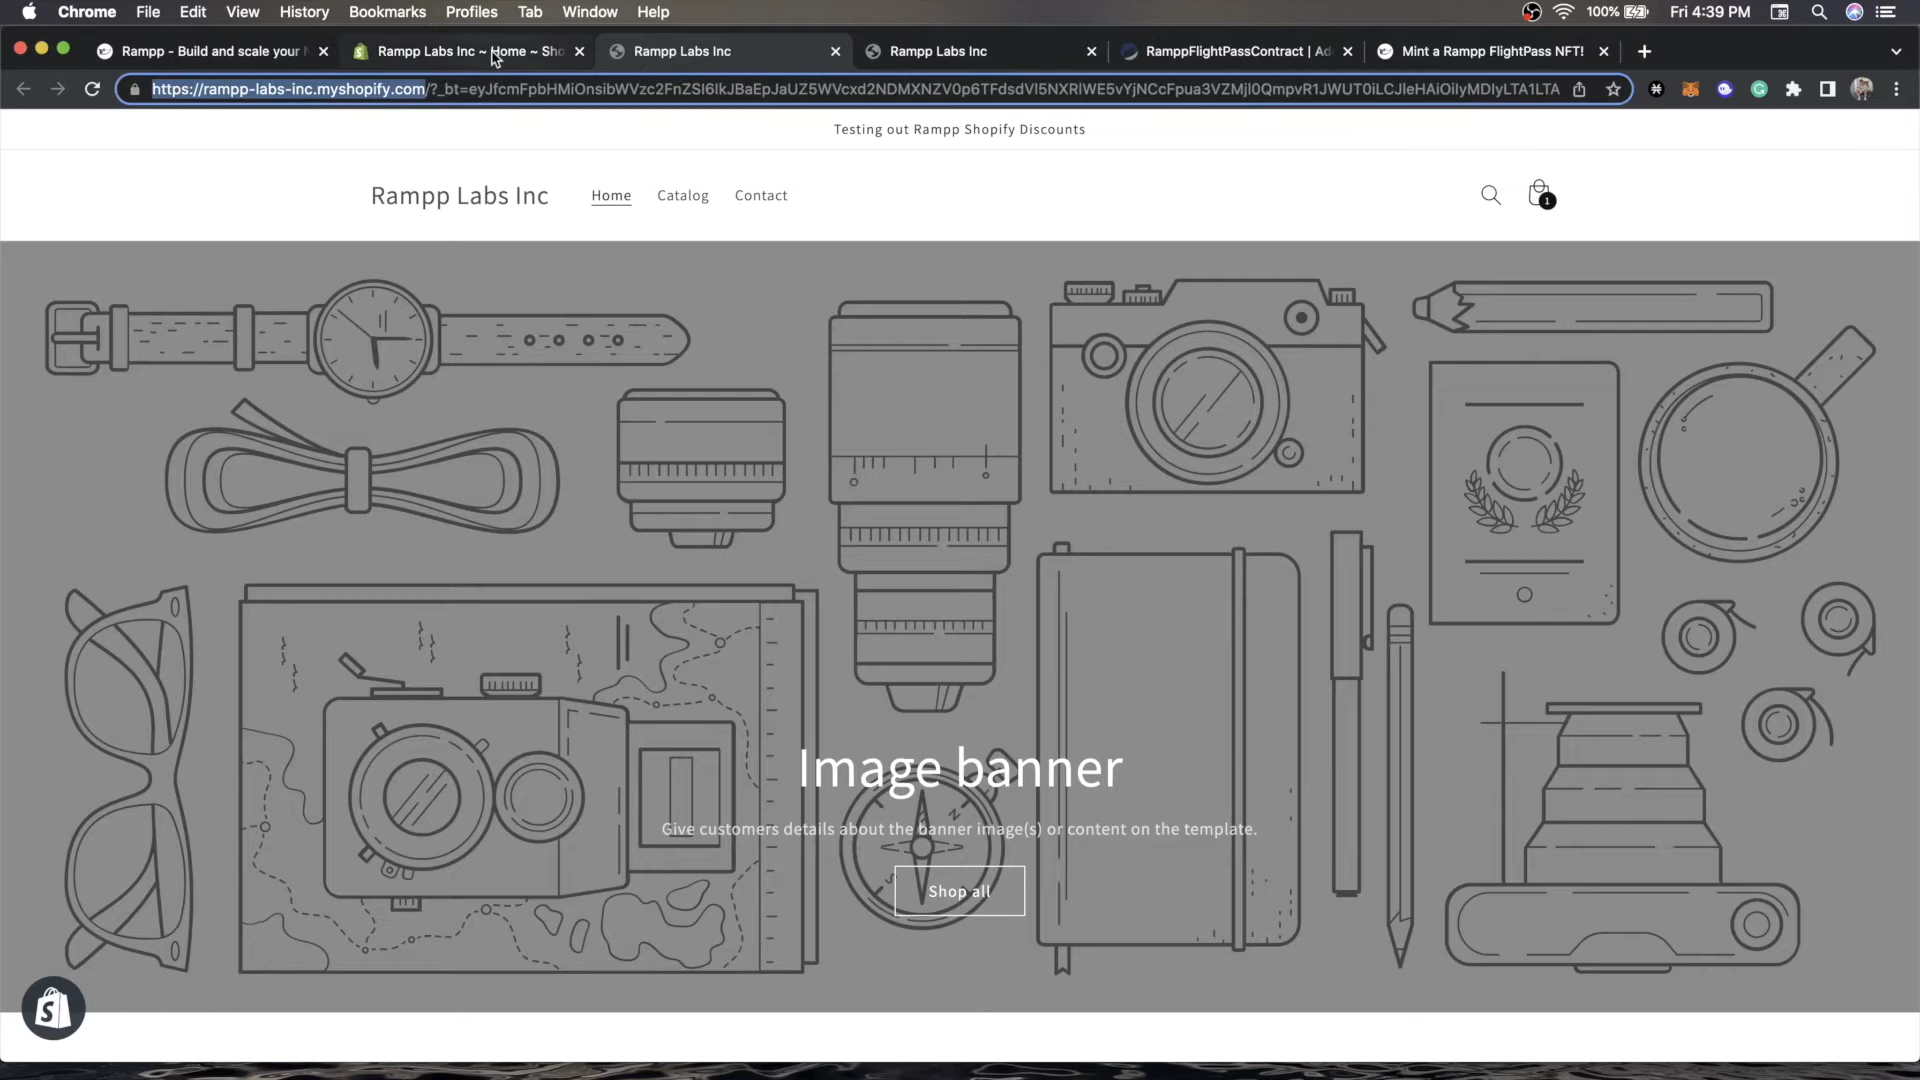 Chrome File Edit View History Bookmarks Profiles Tab Window Help 100% Fri 4:39 PM
Rampp - Build and scale your N Rampp Labs Inc ~ Home ~ Sho Rampp Labs Inc Rampp Labs Inc RamppFlightPassContract | Ad Mint a Rampp FlightPass NFT!
https://rampp-labs-inc.myshopify.com/?_bt=
Testing out Rampp Shopify Discounts
Rampp Labs Inc Home Catalog Contact 1
Image banner
Give customers details about the banner image(s) or content on the template.
Shop all